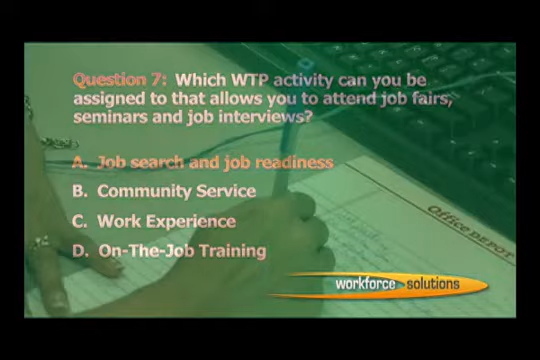 Question 7: Which WTP activity can you be
assigned to that allows you to attend job fairs,
seminars and job interviews?
A. Job search and job readiness
B. Community Service
C. Work Experience
D. On-The-Job Training
Office DEPOT
workforce solutions